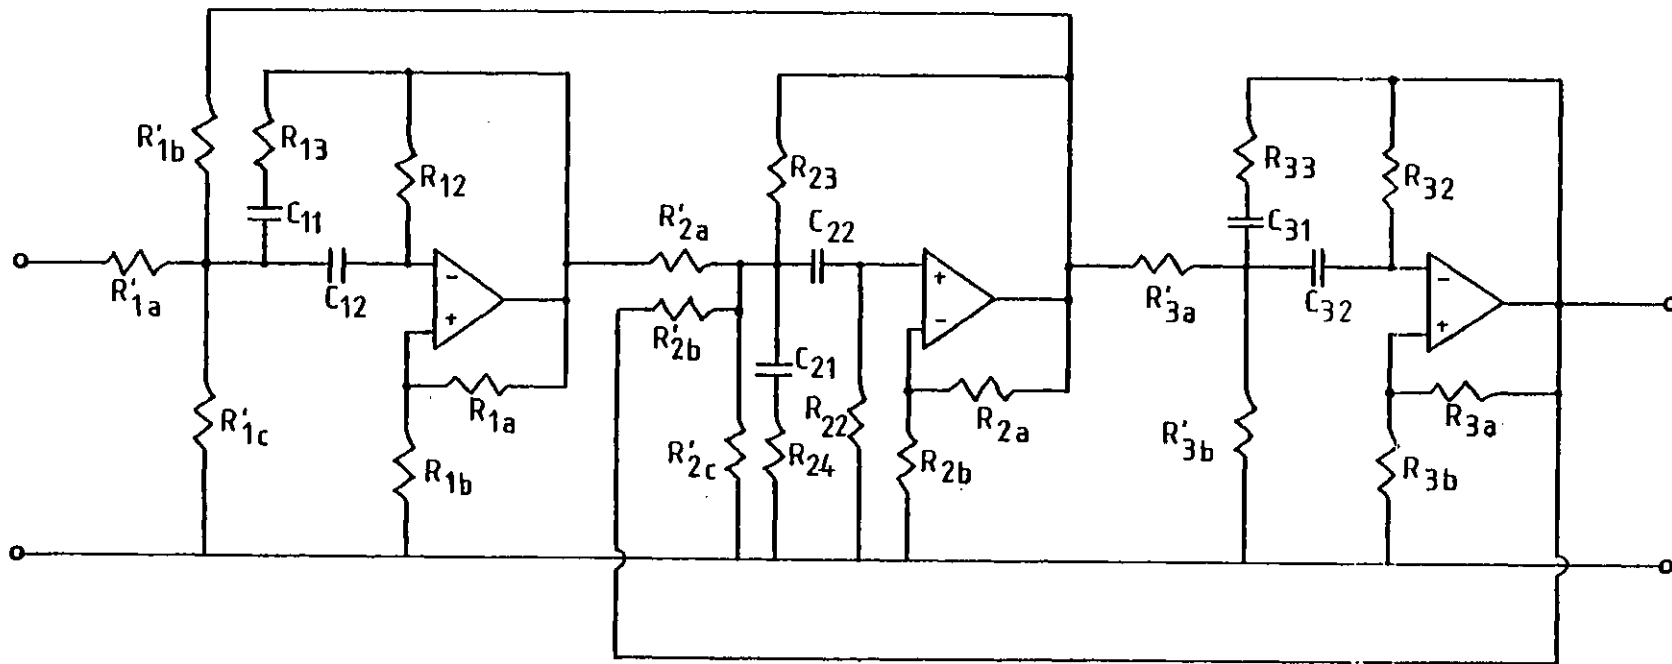 R'1b
R13
R12
C11
R'1a
C12
-
+
R1a
R'1c
R1b
R'2a
R'2b
R23
C22
C21
R'2c
R24
R22
+
-
R2a
R2b
R'3a
R33
C31
R32
C32
-
+
R'3b
R3a
R3b